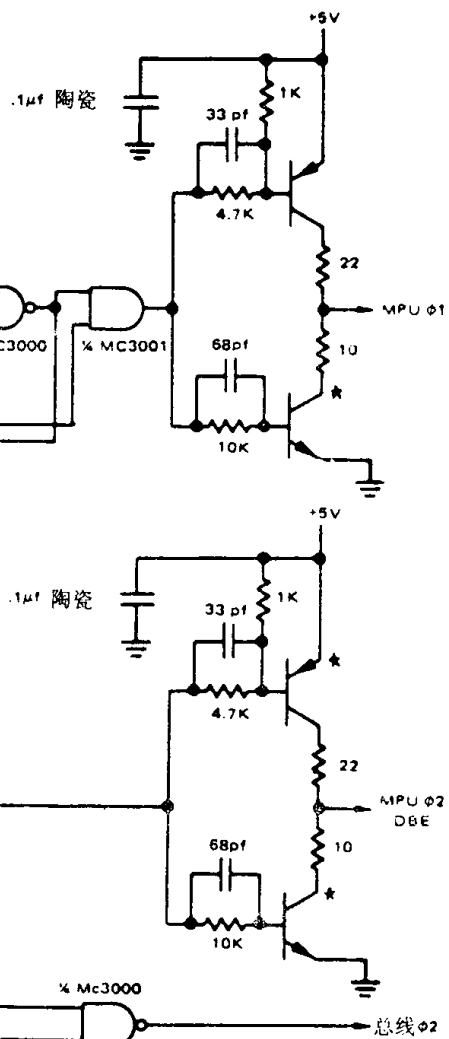 +5V
.1μf 陶瓷
1K
33 pf
4.7K
22
MPU φ1
C3000
¼ MC3001
10
68pf
★
10K
+5V
.1μf 陶瓷
1K
33 pf
★
4.7K
22
MPU φ2
DBE
10
68pf
★
10K
¼ Mc3000
总线φ2